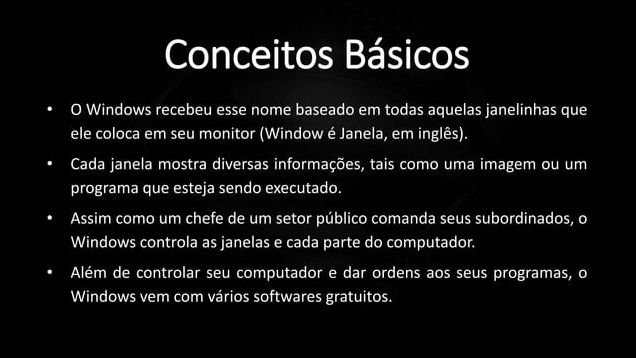 Conceitos Básicos
• O Windows recebeu esse nome baseado em todas aquelas janelinhas que
ele coloca em seu monitor (Window é Janela, em inglês).
• Cada janela mostra diversas informações, tais como uma imagem ou um
programa que esteja sendo executado.
• Assim como um chefe de um setor público comanda seus subordinados, o
Windows controla as janelas e cada parte do computador.
• Além de controlar seu computador e dar ordens aos seus programas, o
Windows vem com vários softwares gratuitos.